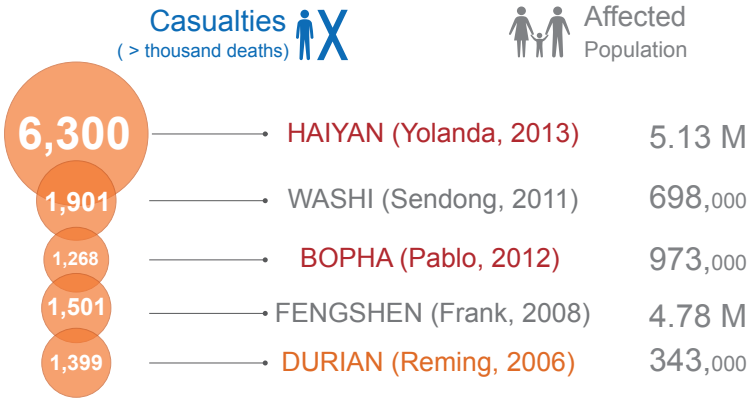 Casualties
( > thousand deaths)
Affected
Population
6,300 HAIYAN (Yolanda, 2013) 5.13 M
1,901 WASHI (Sendong, 2011) 698,000
1,268 BOPHA (Pablo, 2012) 973,000
1,501 FENGSHEN (Frank, 2008) 4.78 M
1,399 DURIAN (Reming, 2006) 343,000